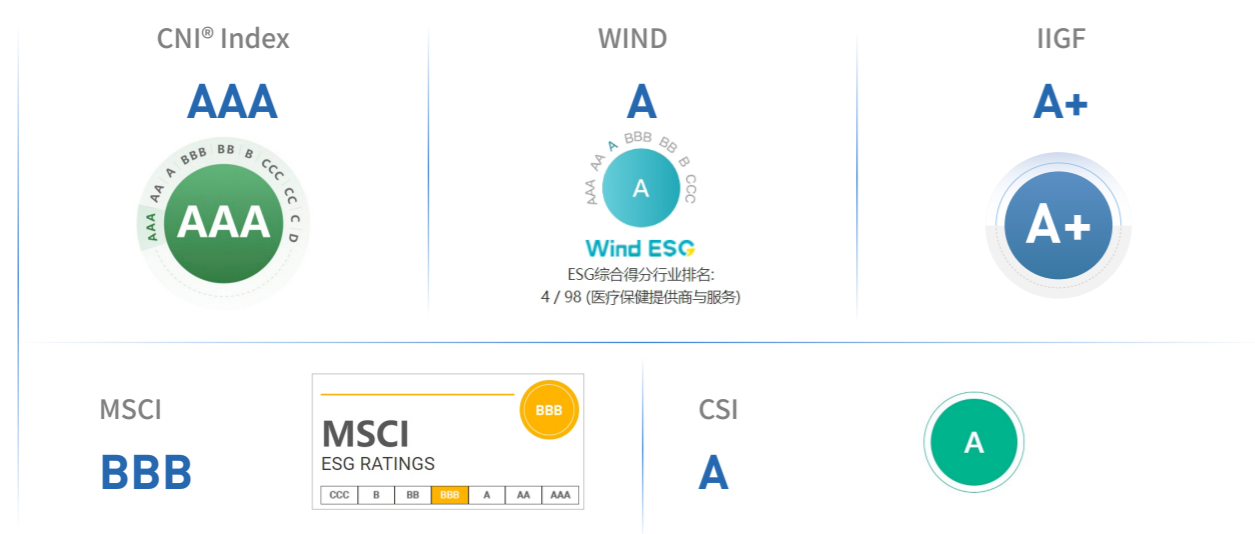 CNI® Index
AAA
AAA AA A BBB BB B CCC CC C D
AAA
WIND
A
AAA AA A BBB BB B CCC
A
Wind ESG
ESG综合得分行业排名:
4 / 98 (医疗保健提供商与服务)
IIGF
A+
A+
MSCI
BBB
BBB
MSCI
ESG RATINGS
CCC B BB BBB A AA AAA
CSI
A
A